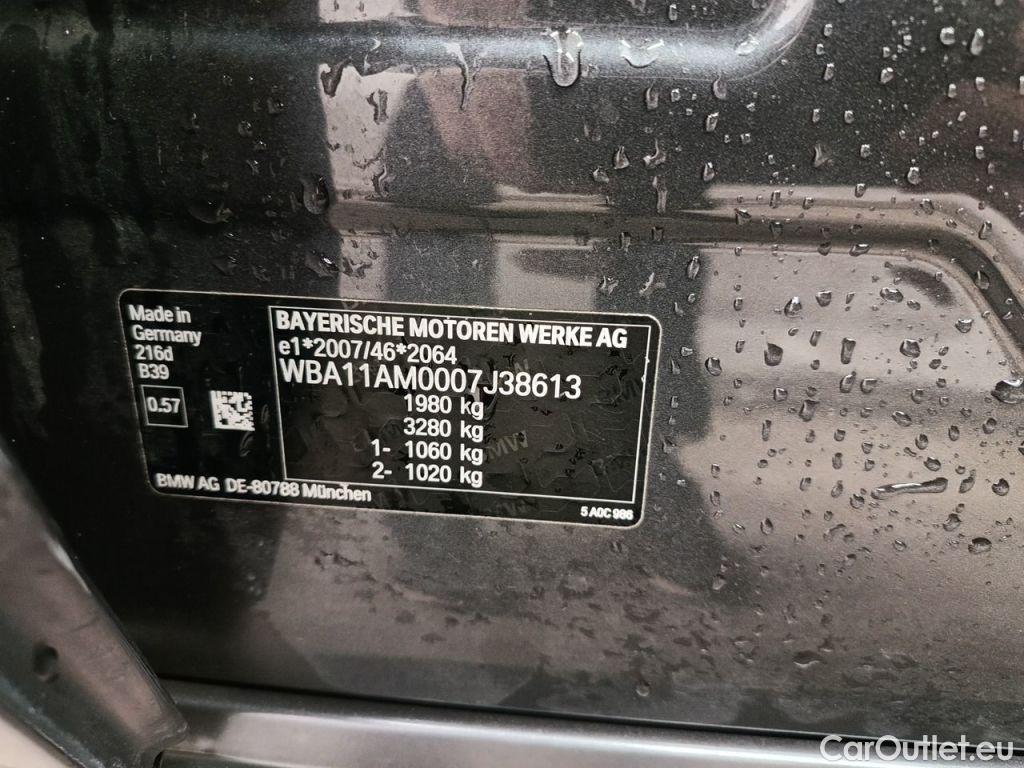 Made in
Germany
216d
B39
0.57
BAYERISCHE MOTOREN WERKE AG
e1*2007/46*2064
WBA11AM0007J38613
1980 kg
3280 kg
1- 1060 kg
2- 1020 kg
BMW AG DE-80788 München
5 A0C 986
CarOutlet.eu